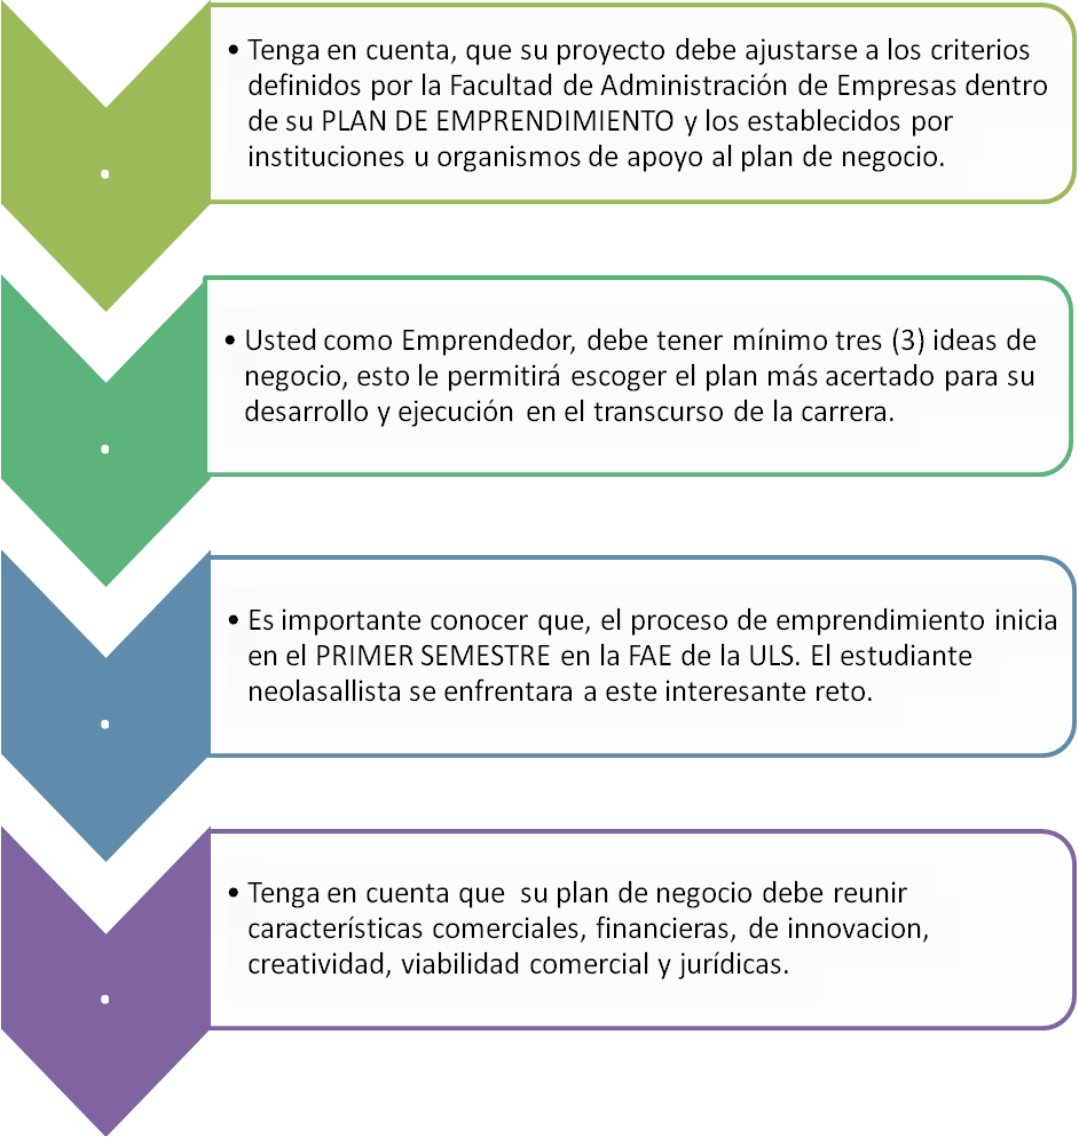 • Tenga en cuenta, que su proyecto debe ajustarse a los criterios
definidos por la Facultad de Administración de Empresas dentro
de su PLAN DE EMPRENDIMIENTO y los establecidos por
instituciones u organismos de apoyo al plan de negocio.
• Usted como Emprendedor, debe tener mínimo tres (3) ideas de
negocio, esto le permitirá escoger el plan más acertado para su
desarrollo y ejecución en el transcurso de la carrera.
• Es importante conocer que, el proceso de emprendimiento inicia
en el PRIMER SEMESTRE en la FAE de la ULS. El estudiante
neolasallista se enfrentara a este interesante reto.
• Tenga en cuenta que su plan de negocio debe reunir
características comerciales, financieras, de innovacion,
creatividad, viabilidad comercial y jurídicas.